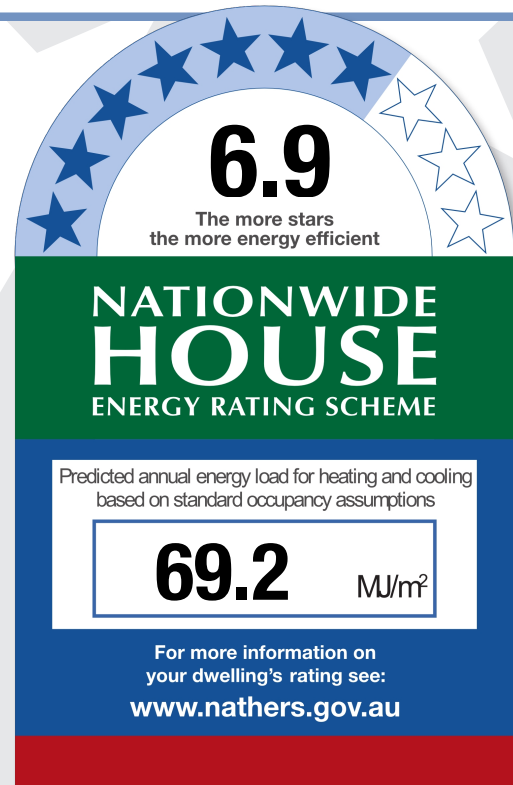 6.9
The more stars
the more energy efficient
NATIONWIDE
HOUSE
ENERGY RATING SCHEME
Predicted annual energy load for heating and cooling
based on standard occupancy assumptions
69.2 MJ/m²
For more information on
your dwelling's rating see:
www.nathers.gov.au